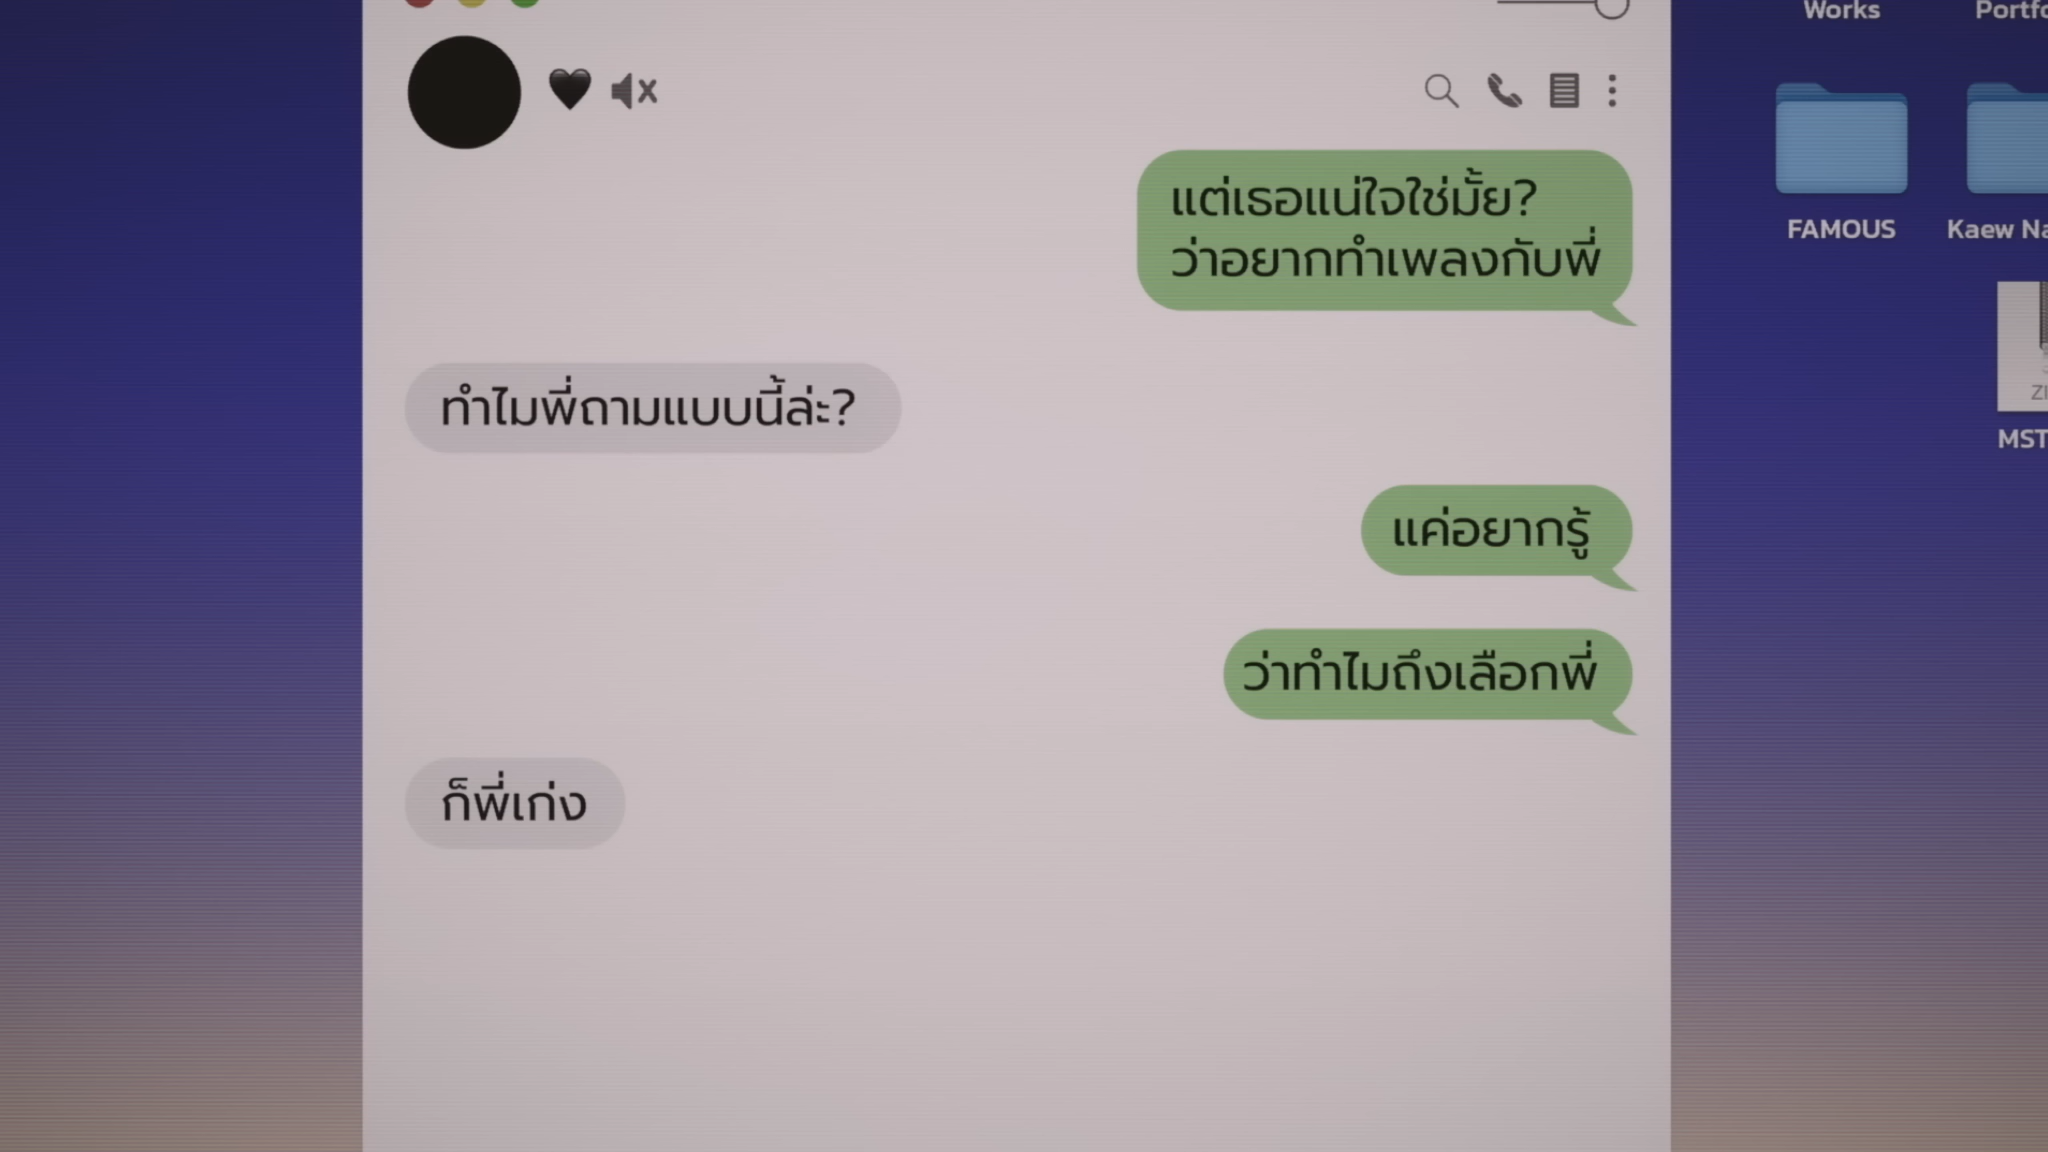 Works
แต่เธอแน่ใจใช่มั้ย?
ว่าอยากทำเพลงกับพี่
FAMOUS
ทำไมพี่ถามแบบนี้ล่ะ?
แค่อยากรู้
ว่าทำไมถึงเลือกพี่
ก็พี่เก่ง
Kaew
MST